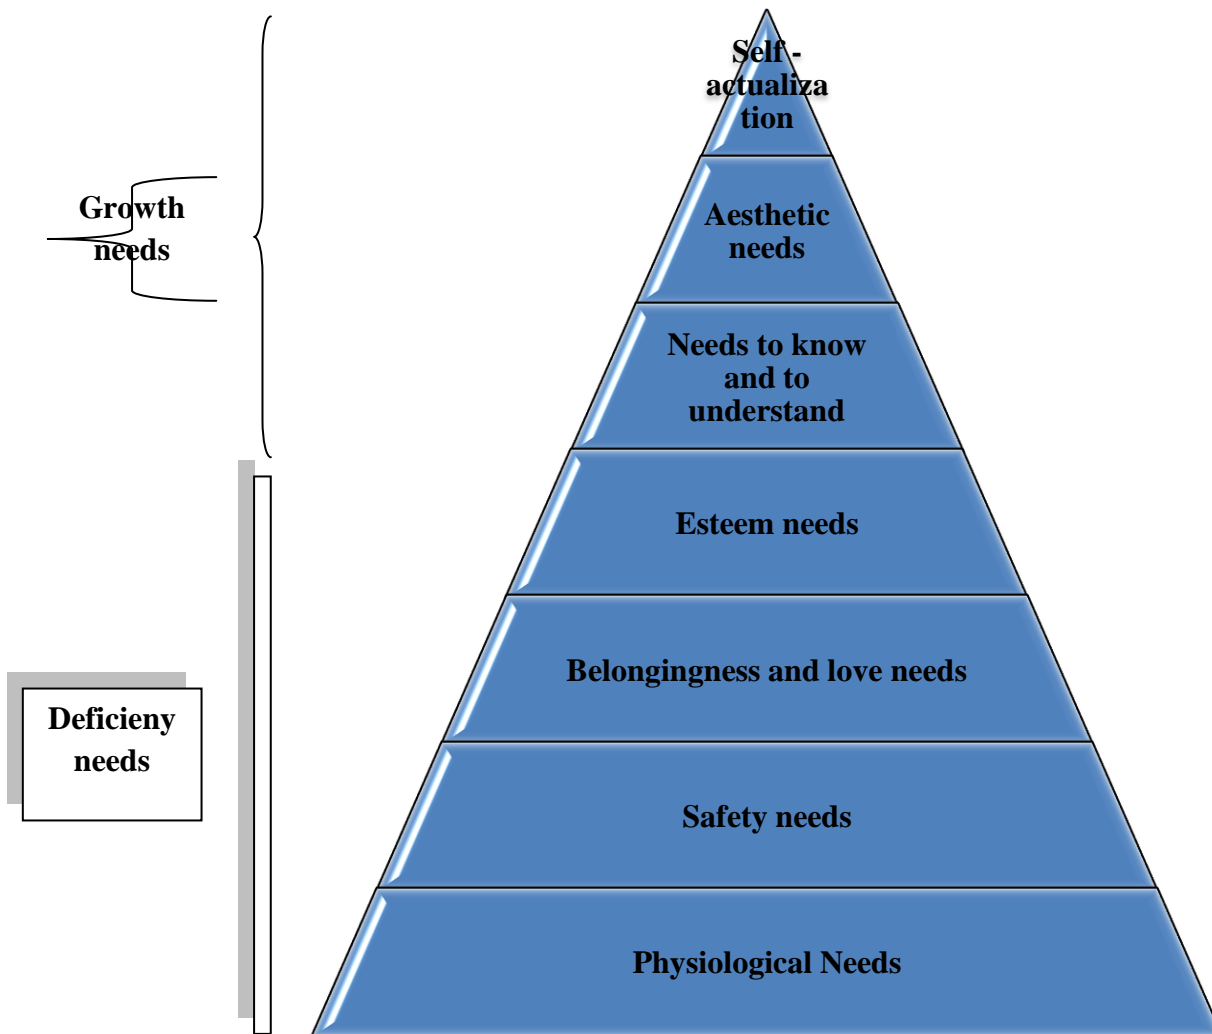 Self -
actualiza
tion
Growth
needs
Aesthetic
needs
Needs to know
and to
understand
Esteem needs
Belongingness and love needs
Deficieny
needs
Safety needs
Physiological Needs